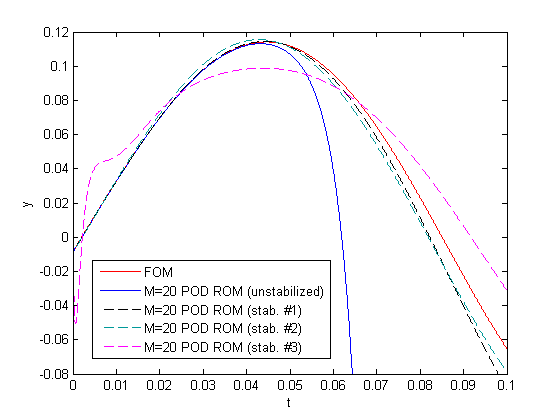 0.12
0.1
0.08
0.06
0.04
0.02
0
-0.02
-0.04
-0.06
-0.08
y
FOM
M=20 POD ROM (unstabilized)
M=20 POD ROM (stab. #1)
M=20 POD ROM (stab. #2)
M=20 POD ROM (stab. #3)
0 0.01 0.02 0.03 0.04 0.05 0.06 0.07 0.08 0.09 0.1
t